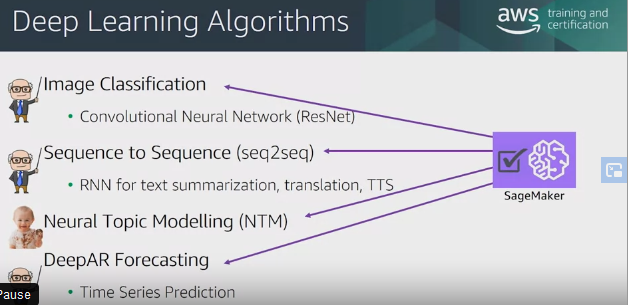 Deep Learning Algorithms
aws training and
certification
Image Classification
• Convolutional Neural Network (ResNet)
Sequence to Sequence (seq2seq)
• RNN for text summarization, translation, TTS
SageMaker
Neural Topic Modelling (NTM)
DeepAR Forecasting
• Time Series Prediction
Pause